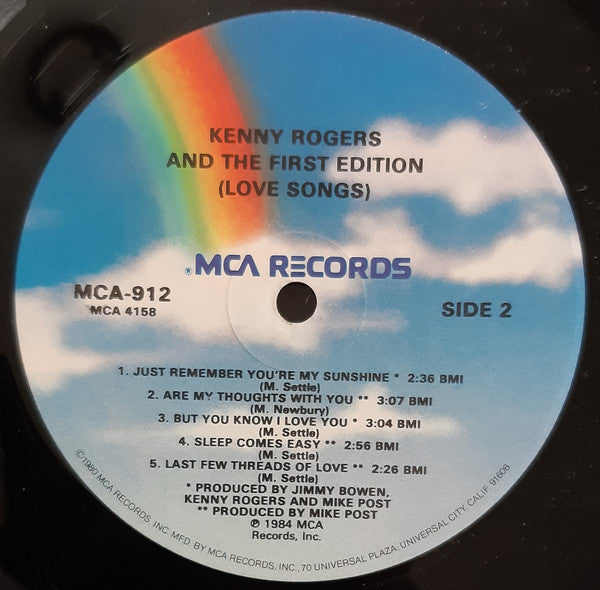 KENNY ROGERS
AND THE FIRST EDITION
(LOVE SONGS)
® MCA RECORDS
MCA-912
MCA 4158
SIDE 2
1. JUST REMEMBER YOU'RE MY SUNSHINE * 2:36 BMI
(M. Settle)
2. ARE MY THOUGHTS WITH YOU ** 3:07 BMI
(M. Newbury)
3. BUT YOU KNOW I LOVE YOU * 3:04 BMI
(M. Settle)
4. SLEEP COMES EASY ** 2:56 BMI
(M. Settle)
5. LAST FEW THREADS OF LOVE ** 2:26 BMI
(M. Settle)
* PRODUCED BY JIMMY BOWEN,
KENNY ROGERS AND MIKE POST
** PRODUCED BY MIKE POST
℗ 1984 MCA
Records, Inc.
©1980 MCA RECORDS, INC. MFD. BY MCA RECORDS, INC., 70 UNIVERSAL PLAZA, UNIVERSAL CITY, CALIF. 91608